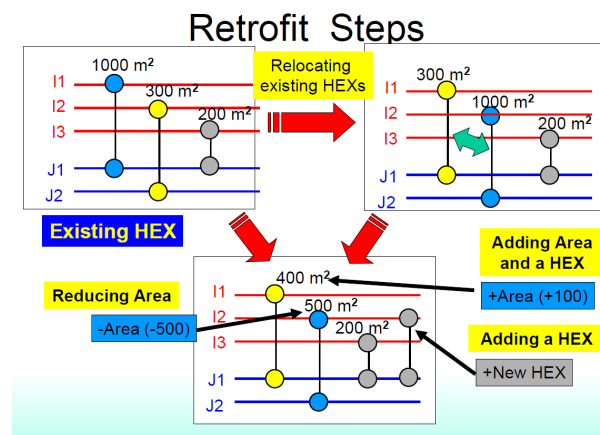 Retrofit Steps
1000 m²
I1
I2
300 m²
I3
200 m²
J1
J2
Existing HEX
Relocating
existing HEXs
300 m²
I1
1000 m²
I2
I3
200 m²
J1
J2
Adding Area
and a HEX
+Area (+100)
Reducing Area
-Area (-500)
400 m²
I1
I2
500 m²
I3
200 m²
J1
J2
Adding a HEX
+New HEX